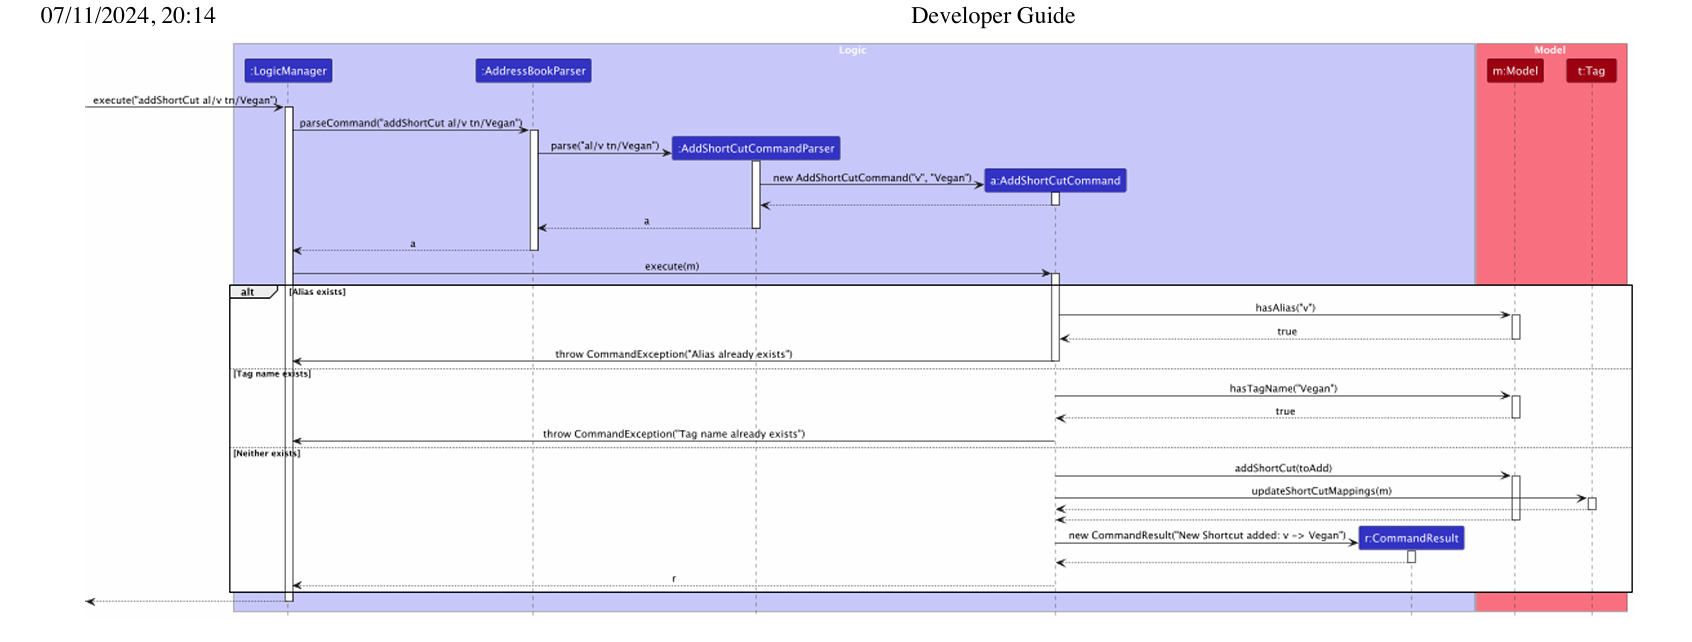 07/11/2024, 20:14
Developer Guide
Logic
Model
:LogicManager
:AddressBookParser
m:Model
t:Tag
execute("addShortCut al/v tn/Vegan")
parseCommand("addShortCut al/v tn/Vegan")
parse("al/v tn/Vegan")
:AddShortCutCommandParser
new AddShortCutCommand("v", "Vegan")
a:AddShortCutCommand
a
a
execute(m)
alt
[Alias exists]
hasAlias("v")
true
throw CommandException("Alias already exists")
[Tag name exists]
hasTagName("Vegan")
true
throw CommandException("Tag name already exists")
[Neither exists]
addShortCut(toAdd)
updateShortCutMappings(m)
new CommandResult("New Shortcut added: v -> Vegan")
r:CommandResult
r